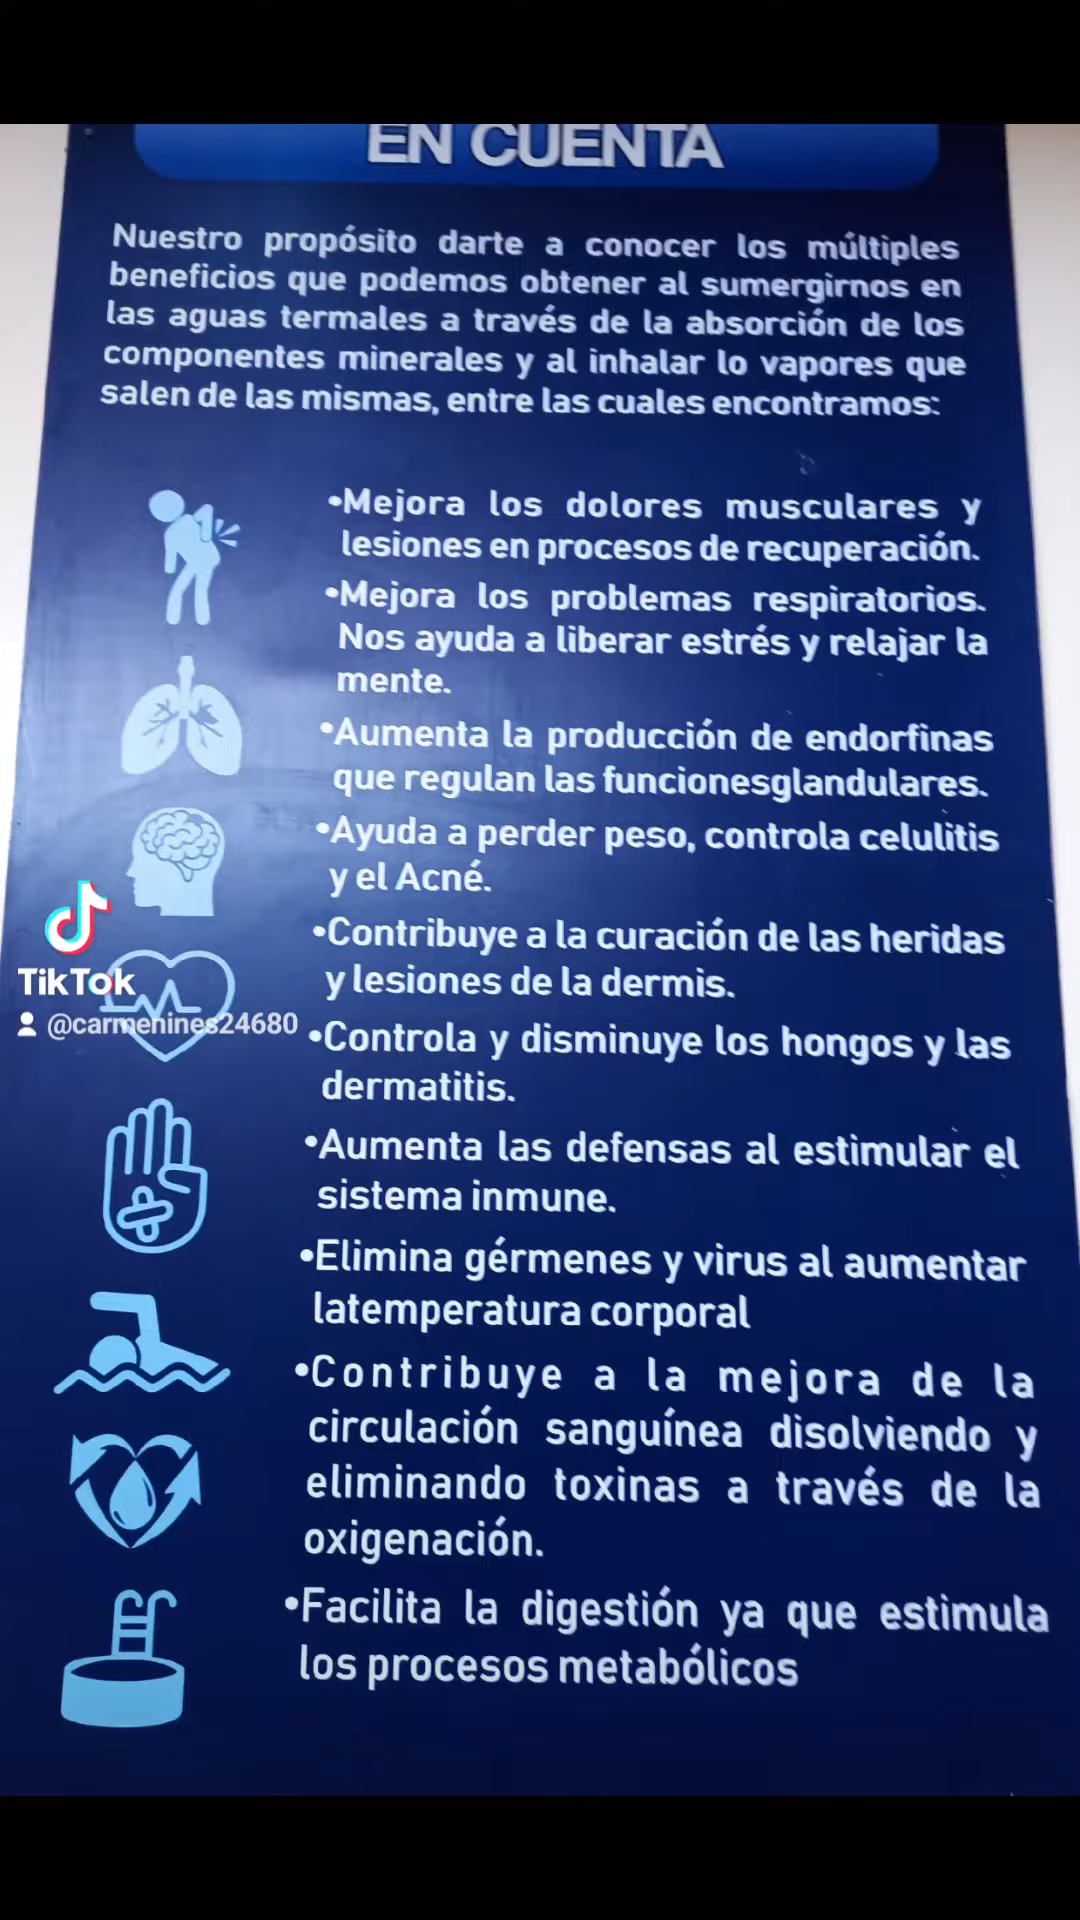 EN CUENTA
Nuestro propósito darte a conocer los múltiples
beneficios que podemos obtener al sumergirnos en
las aguas termales a través de la absorción de los
componentes minerales y al inhalar lo vapores que
salen de las mismas, entre las cuales encontramos:
•Mejora los dolores musculares y
lesiones en procesos de recuperación.
•Mejora los problemas respiratorios.
Nos ayuda a liberar estrés y relajar la
mente.
•Aumenta la producción de endorfinas
que regulan las funcionesglandulares.
•Ayuda a perder peso, controla celulitis
y el Acné.
•Contribuye a la curación de las heridas
y lesiones de la dermis.
•Controla y disminuye los hongos y las
dermatitis.
•Aumenta las defensas al estimular el
sistema inmune.
•Elimina gérmenes y virus al aumentar
latemperatura corporal
•Contribuye a la mejora de la
circulación sanguínea disolviendo y
eliminando toxinas a través de la
oxigenación.
•Facilita la digestión ya que estimula
los procesos metabólicos
TikTok
@carmenines24680